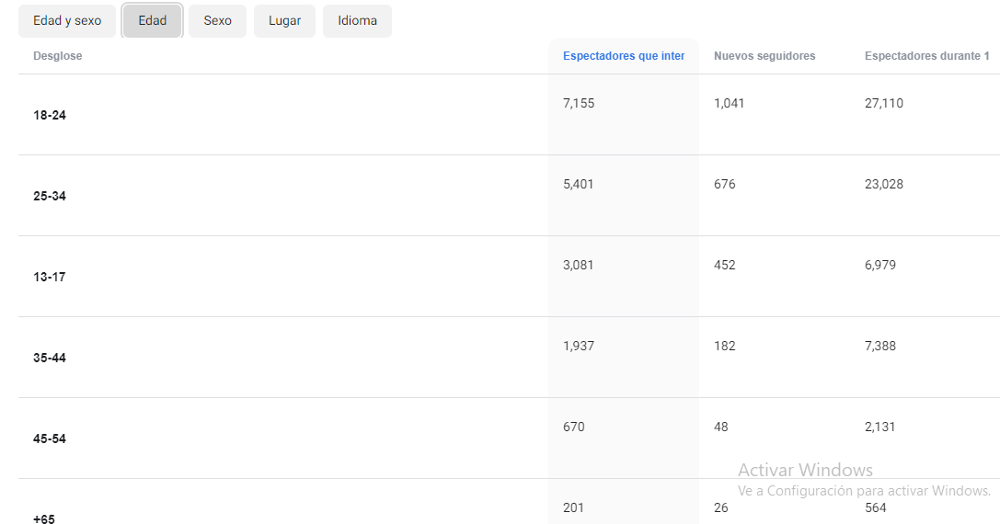 Edad y sexo Edad Sexo Lugar Idioma
Desglose Espectadores que inter Nuevos seguidores Espectadores durante 1
18-24 7,155 1,041 27,110
25-34 5,401 676 23,028
13-17 3,081 452 6,979
35-44 1,937 182 7,388
45-54 670 48 2,131
Activar Windows
Ve a Configuración para activar Windows.
+65 201 26 564